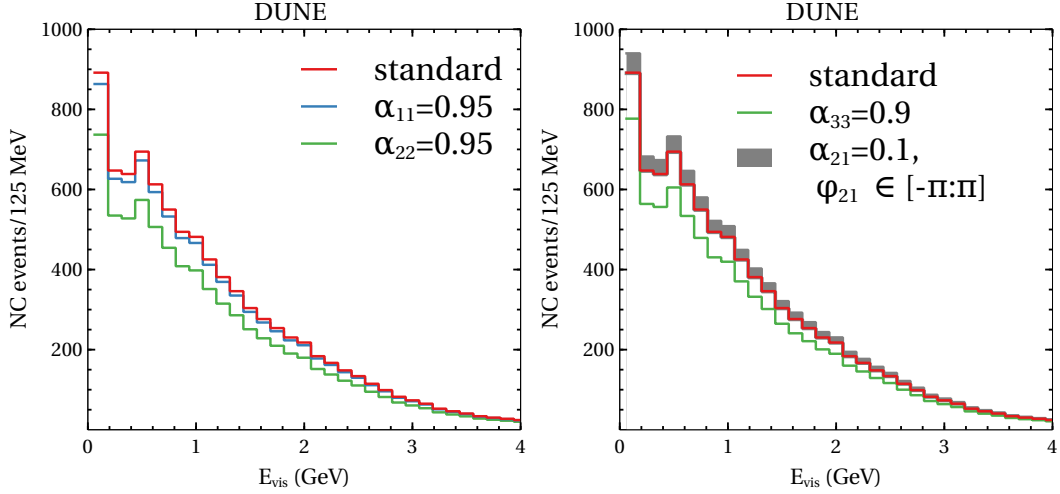 DUNE
1000
800
600
400
200
0
1
2
3
4
NC events/125 MeV
E_vis (GeV)
standard
α₁₁=0.95
α₂₂=0.95
DUNE
1000
800
600
400
200
0
1
2
3
4
NC events/125 MeV
E_vis (GeV)
standard
α₃₃=0.9
α₂₁=0.1,
φ₂₁ ∈ [-π:π]